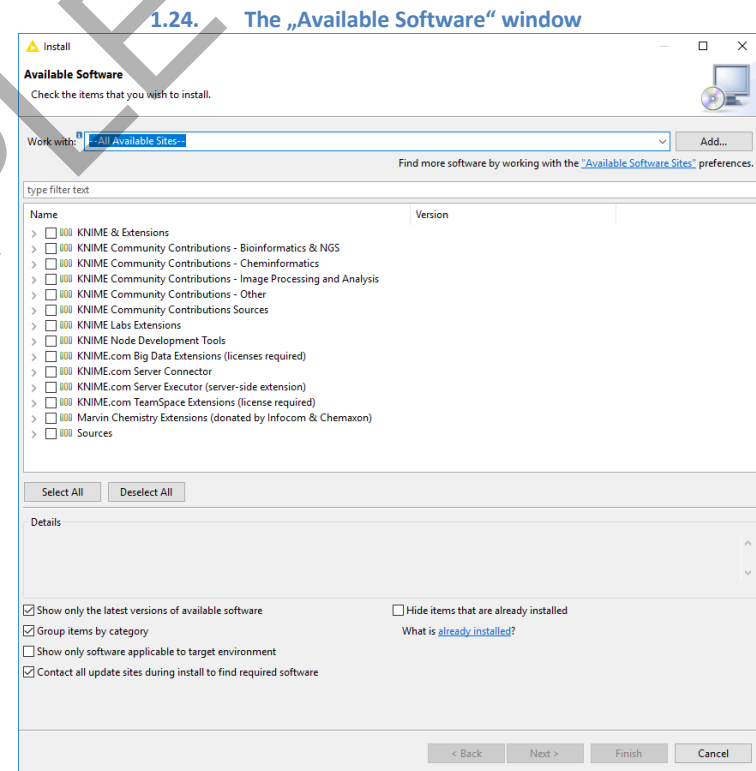 1.24. The „Available Software“ window
Install
Available Software
Check the items that you wish to install.
Work with: --All Available Sites--
Add...
Find more software by working with the "Available Software Sites" preferences.
type filter text
Name Version
KNIME & Extensions
KNIME Community Contributions - Bioinformatics & NGS
KNIME Community Contributions - Cheminformatics
KNIME Community Contributions - Image Processing and Analysis
KNIME Community Contributions - Other
KNIME Community Contributions Sources
KNIME Labs Extensions
KNIME Node Development Tools
KNIME.com Big Data Extensions (licenses required)
KNIME.com Server Connector
KNIME.com Server Executor (server-side extension)
KNIME.com TeamSpace Extensions (license required)
Marvin Chemistry Extensions (donated by Infocom & Chemaxon)
Sources
Select All Deselect All
Details
Show only the latest versions of available software
Hide items that are already installed
Group items by category
What is already installed?
Show only software applicable to target environment
Contact all update sites during install to find required software
< Back Next > Finish Cancel